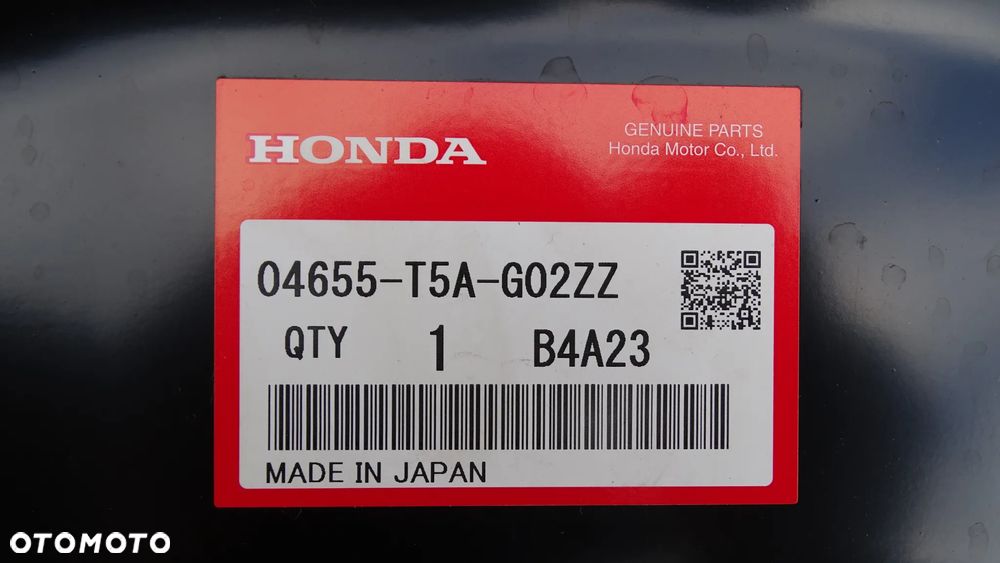 HONDA
GENUINE PARTS
Honda Motor Co., Ltd.
04655-T5A-G02ZZ
QTY 1 B4A23
MADE IN JAPAN
OTOMOTO